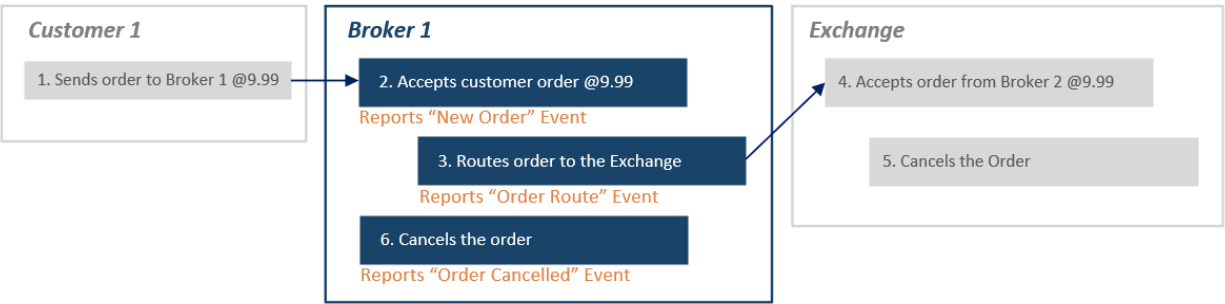 Customer 1
1. Sends order to Broker 1 @9.99
Broker 1
2. Accepts customer order @9.99
Reports “New Order” Event
3. Routes order to the Exchange
Reports “Order Route” Event
6. Cancels the order
Reports “Order Cancelled” Event
Exchange
4. Accepts order from Broker 2 @9.99
5. Cancels the Order